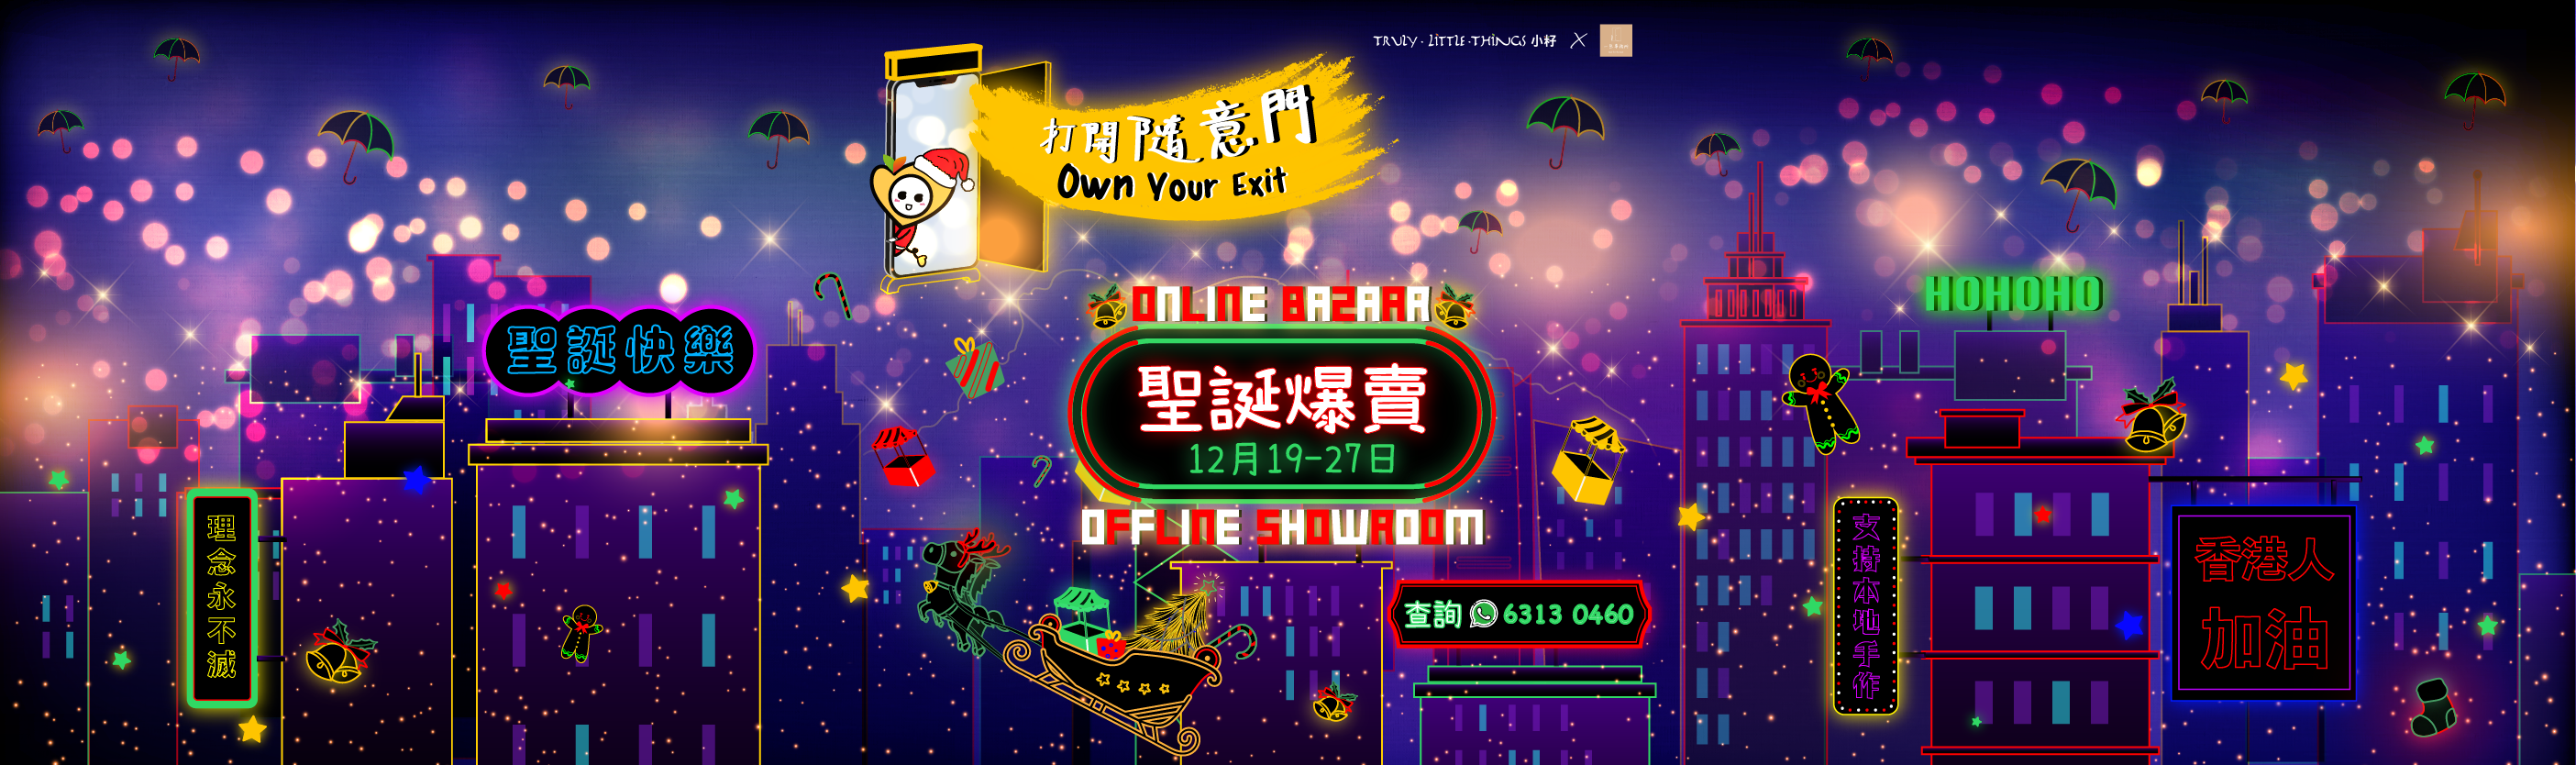 TRULY · LITTLE · THINGS 小籽 X
打開隨意門
Own Your Exit
ONLINE BAZAAR
聖誕爆賣
12月19-27日
OFFLINE SHOWROOM
查詢 6313 0460
聖誕快樂
理念永不滅
HOHOHO
支持本地手作
香港人
加油